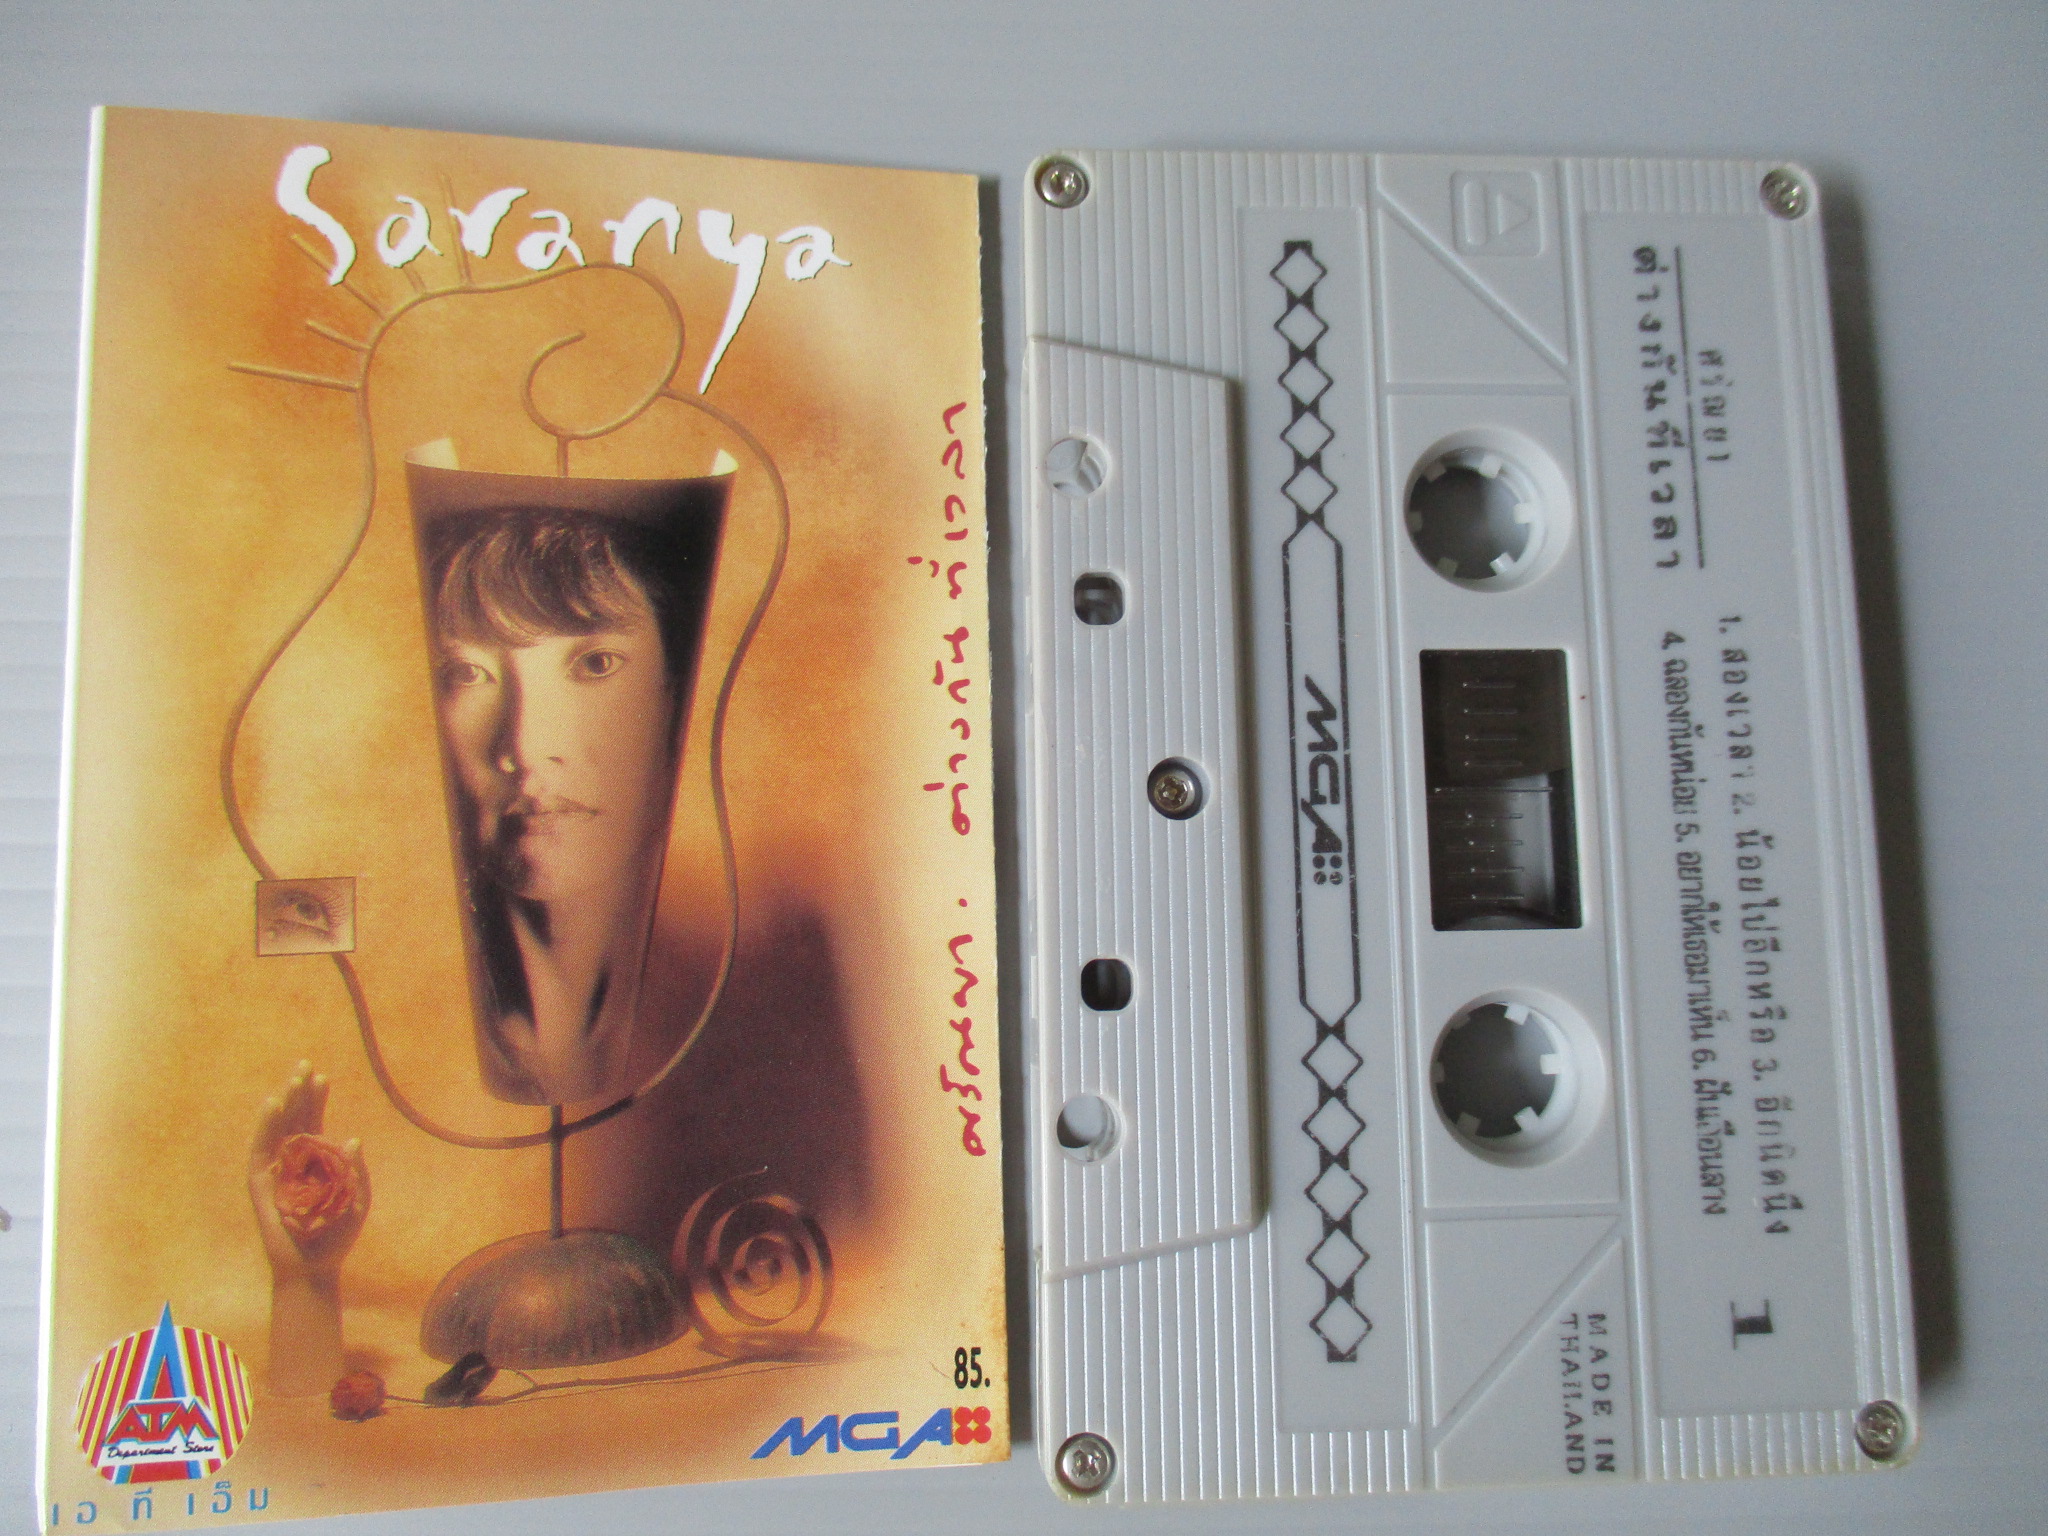 Saranya
ต่างกันที่เวลา . สรัญญา
85.
MGA
ATM
Department Store
เอ ที เอ็ม
ศรัณยา
ต่างกันที่เวลา
1. สองเวลา 2. น้อยไปอีกหรือ 3. อีกนิดนึง
4. ฉลองกันหน่อย 5. อยากให้เธอมาเห็น 6. ฝันเลือนลาง
1
MADE IN
THAILAND
MGA